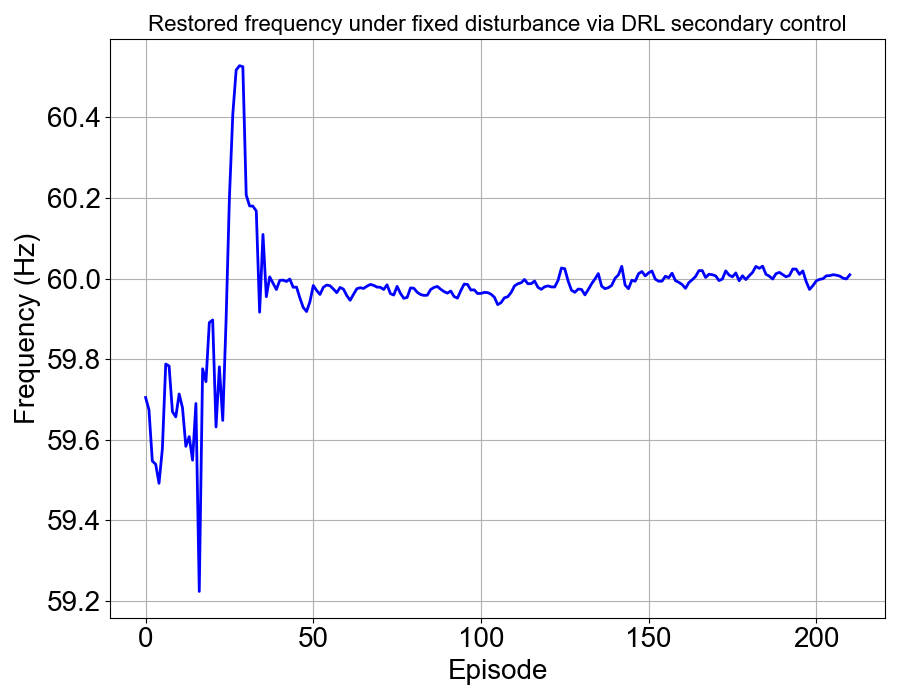 Restored frequency under fixed disturbance via DRL secondary control
Frequency (Hz)
60.4
60.2
60.0
59.8
59.6
59.4
59.2
0 50 100 150 200
Episode